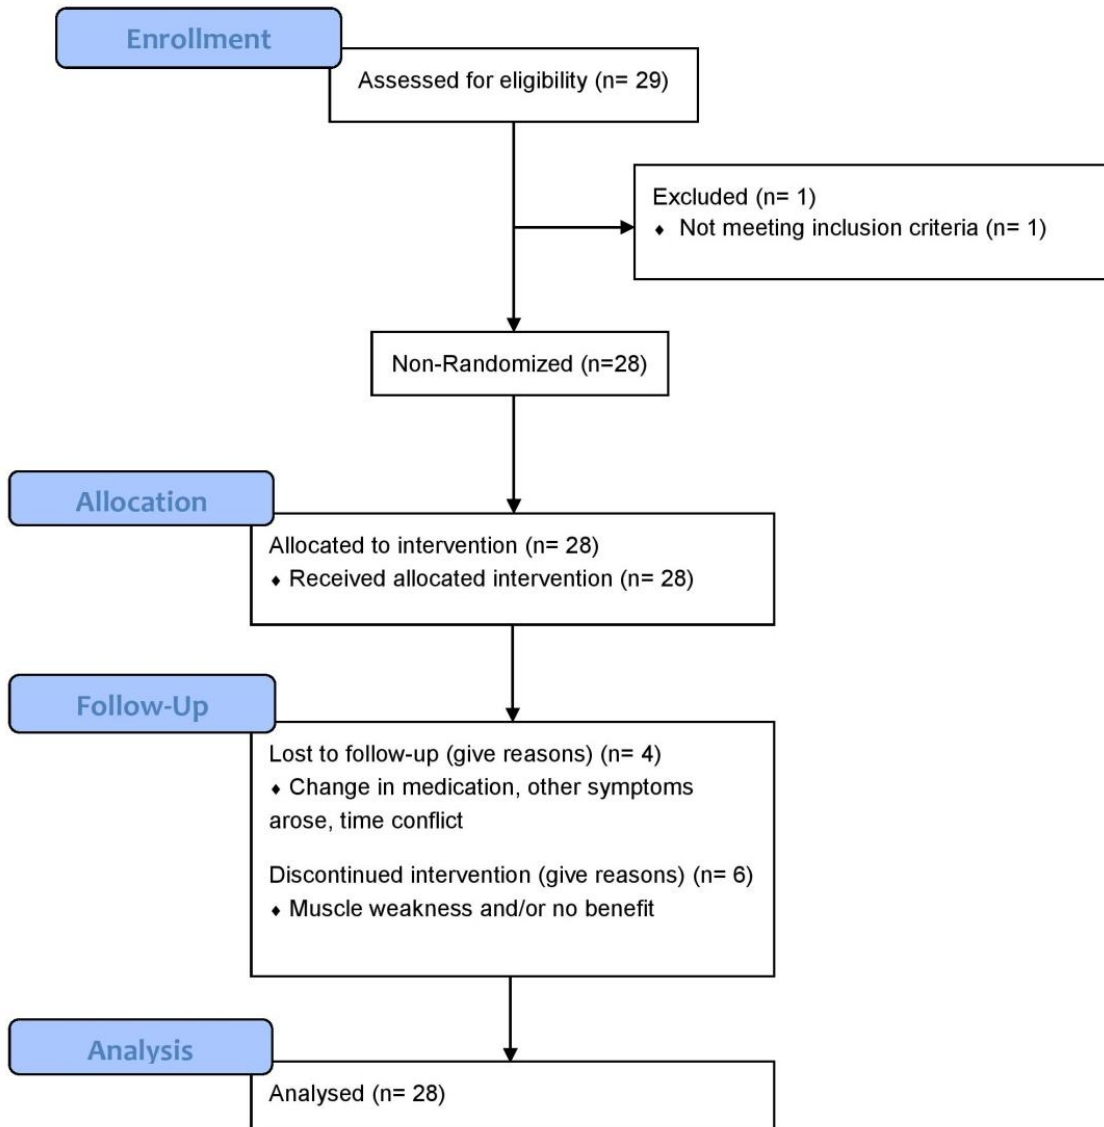 Enrollment
Assessed for eligibility (n= 29)
Excluded (n= 1)
♦ Not meeting inclusion criteria (n= 1)
Non-Randomized (n=28)
Allocation
Allocated to intervention (n= 28)
♦ Received allocated intervention (n= 28)
Follow-Up
Lost to follow-up (give reasons) (n= 4)
♦ Change in medication, other symptoms
arose, time conflict
Discontinued intervention (give reasons) (n= 6)
♦ Muscle weakness and/or no benefit
Analysis
Analysed (n= 28)